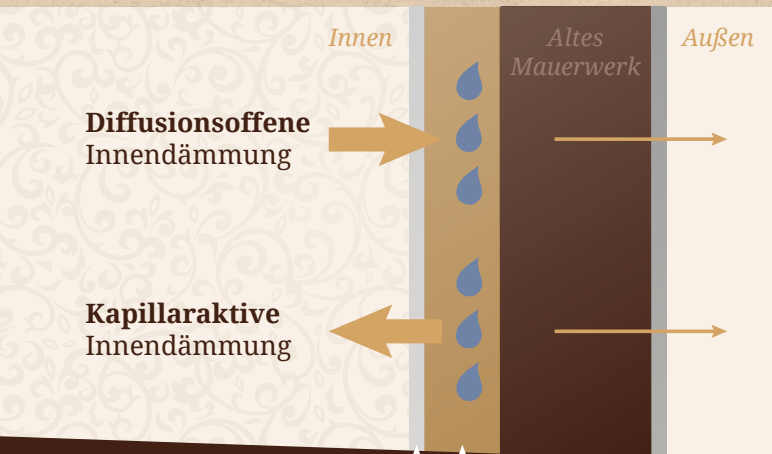 Innen
Altes
Mauerwerk
Außen
Diffusionsoffene
Innendämmung
Kapillaraktive
Innendämmung